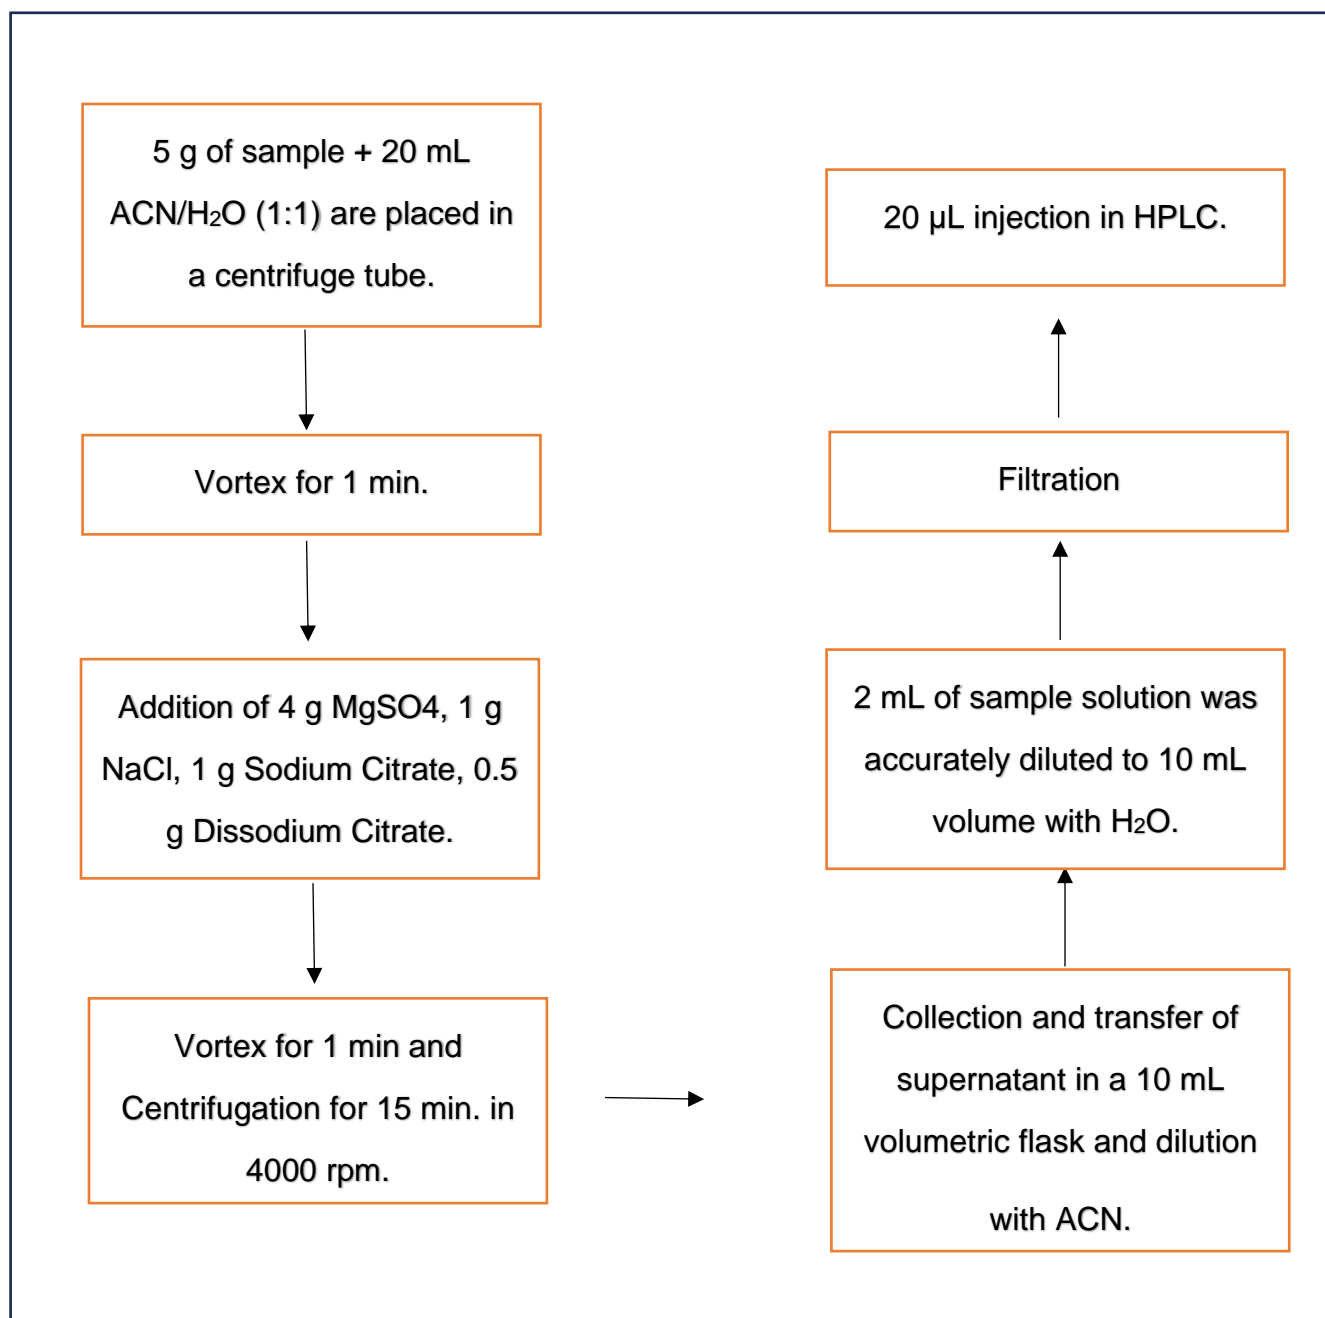 5 g of sample + 20 mL
ACN/H₂O (1:1) are placed in
a centrifuge tube.
Vortex for 1 min.
Addition of 4 g MgSO4, 1 g
NaCl, 1 g Sodium Citrate, 0.5
g Dissodium Citrate.
Vortex for 1 min and
Centrifugation for 15 min. in
4000 rpm.
Collection and transfer of
supernatant in a 10 mL
volumetric flask and dilution
with ACN.
2 mL of sample solution was
accurately diluted to 10 mL
volume with H₂O.
Filtration
20 μL injection in HPLC.